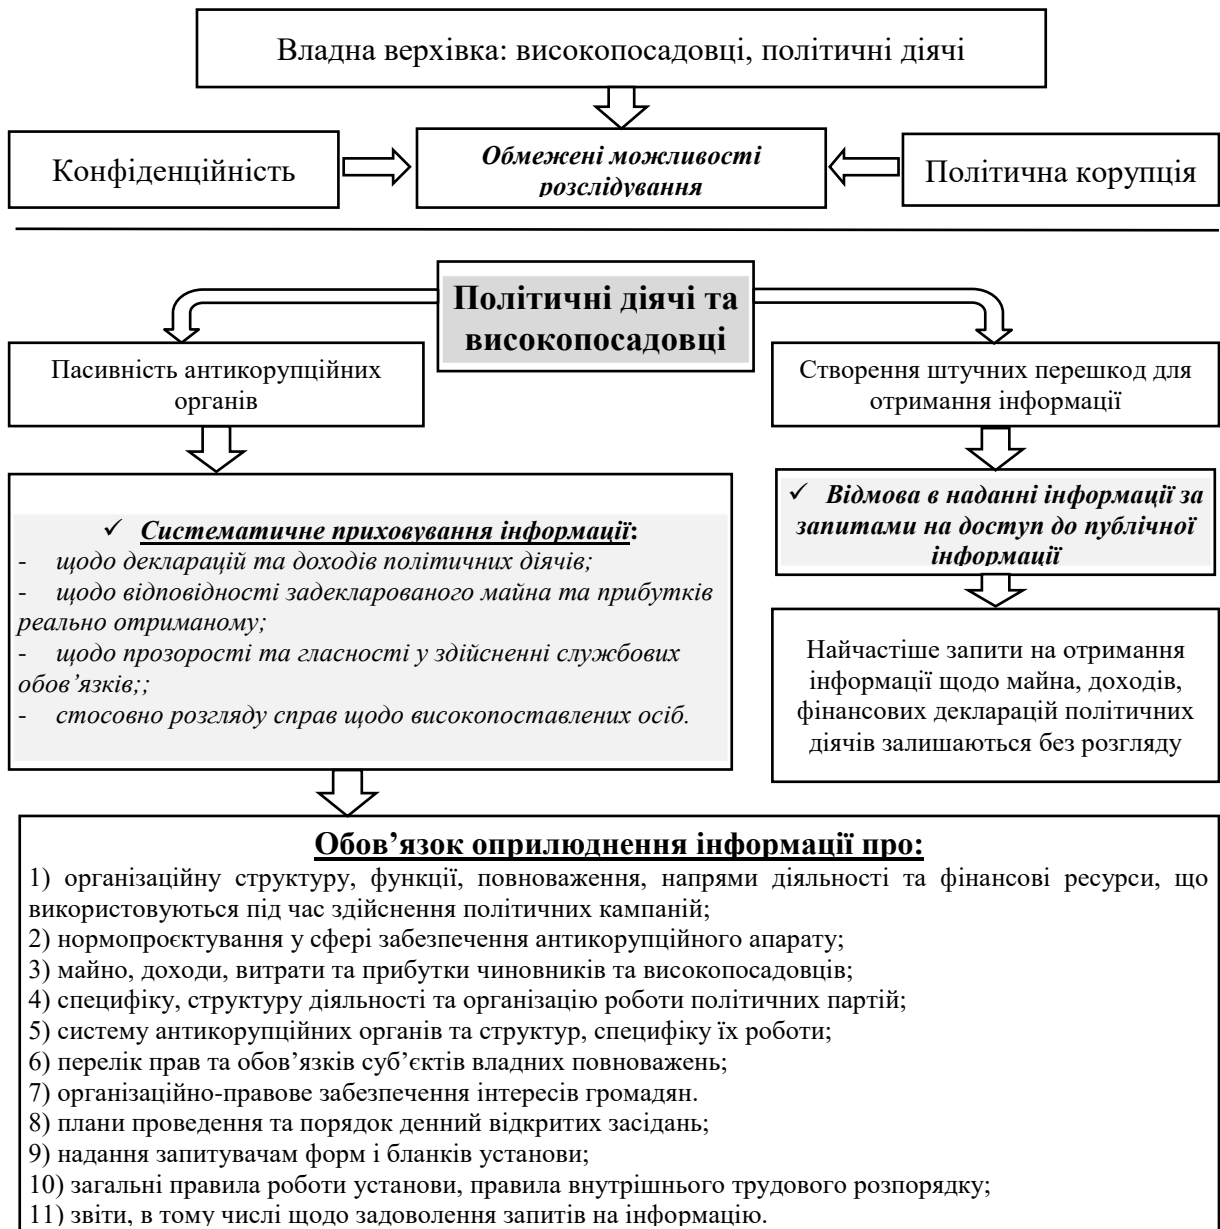 Владна верхівка: високопосадовці, політичні діячі
Конфіденційність
Обмежені можливості
розслідування
Політична корупція
Політичні діячі та
високопосадовці
Пасивність антикорупційних
органів
Створення штучних перешкод для
отримання інформації
✓ Систематичне приховування інформації:
- щодо декларацій та доходів політичних діячів;
- щодо відповідності задекларованого майна та прибутків
реально отриманому;
- щодо прозорості та гласності у здійсненні службових
обов’язків;;
- стосовно розгляду справ щодо високопоставлених осіб.
✓ Відмова в наданні інформації за
запитами на доступ до публічної
інформації
Найчастіше запити на отримання
інформації щодо майна, доходів,
фінансових декларацій політичних
діячів залишаються без розгляду
Обов’язок оприлюднення інформації про:
1) організаційну структуру, функції, повноваження, напрями діяльності та фінансові ресурси, що
використовуються під час здійснення політичних кампаній;
2) нормопроєктування у сфері забезпечення антикорупційного апарату;
3) майно, доходи, витрати та прибутки чиновників та високопосадовців;
4) специфіку, структуру діяльності та організацію роботи політичних партій;
5) систему антикорупційних органів та структур, специфіку їх роботи;
6) перелік прав та обов’язків суб’єктів владних повноважень;
7) організаційно-правове забезпечення інтересів громадян.
8) плани проведення та порядок денний відкритих засідань;
9) надання запитувачам форм і бланків установи;
10) загальні правила роботи установи, правила внутрішнього трудового розпорядку;
11) звіти, в тому числі щодо задоволення запитів на інформацію.